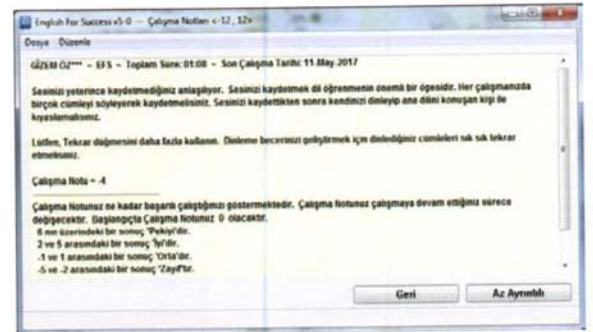 English For Success v5-0 – Çalışma Notları <-12 , 12>
Dosya Düzenle
GİZEM ÖZ*** ~ EFS ~ Toplam Süre: 01:08 ~ Son Çalışma Tarihi: 11.May.2017
Sesinizi yeterince kaydetmediğiniz anlaşılıyor. Sesinizi kaydetmek dil öğrenmenin önemli bir ögesidir. Her çalışmanızda
birçok cümleyi söyleyerek kaydetmelisiniz. Sesinizi kaydettikten sonra kendinizi dinleyip ana dilini konuşan kişi ile
kıyaslamalısınız.
Lütfen, Tekrar düğmesini daha fazla kullanın. Dinleme becerinizi geliştirmek için dinlediğiniz cümleleri sık sık tekrar
etmelisiniz.
Çalışma Notu = -4
Çalışma Notunuz ne kadar başarılı çalıştığınızı göstermektedir. Çalışma Notunuz çalışmaya devam ettiğiniz sürece
değişecektir. Başlangıçta Çalışma Notunuz 0 olacaktır.
6 nın üzerindeki bir sonuç 'Pekiyi'dir.
2 ve 5 arasındaki bir sonuç 'İyi'dir.
-1 ve 1 arasındaki bir sonuç 'Orta'dır.
-5 ve -2 arasındaki bir sonuç 'Zayıf'tır.
Geri
Az Ayrıntılı